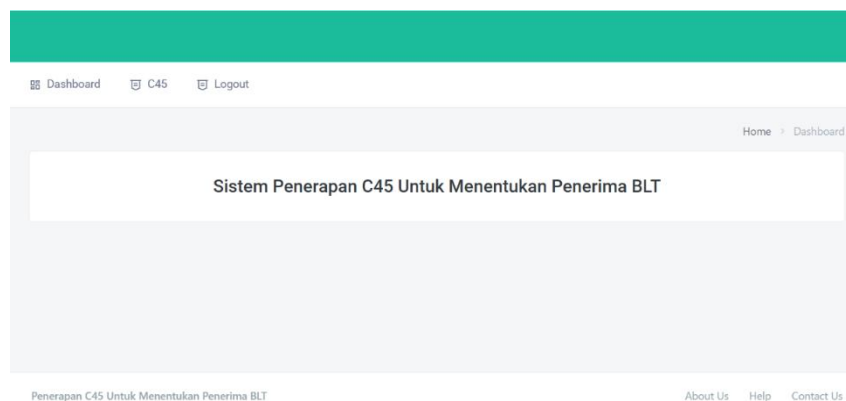 Dashboard C45 Logout
Home > Dashboard
Sistem Penerapan C45 Untuk Menentukan Penerima BLT
Penerapan C45 Untuk Menentukan Penerima BLT About Us Help Contact Us